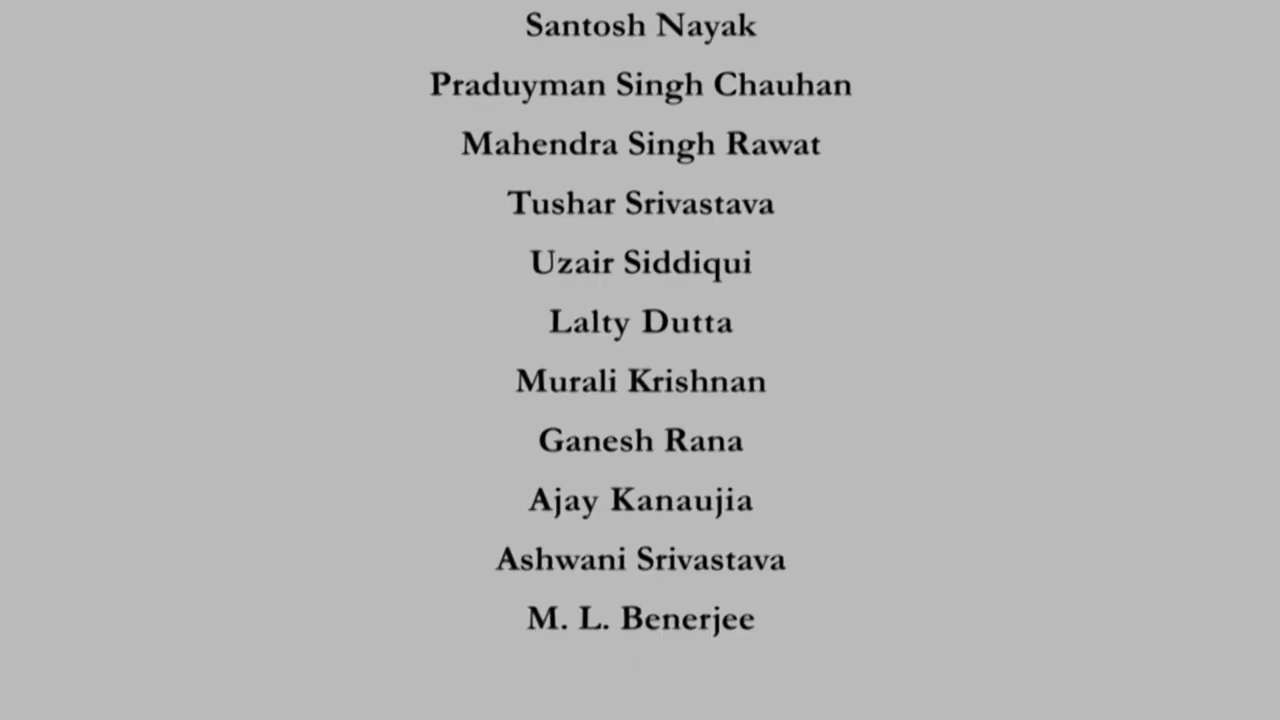 Santosh Nayak
Praduyman Singh Chauhan
Mahendra Singh Rawat
Tushar Srivastava
Uzair Siddiqui
Lalty Dutta
Murali Krishnan
Ganesh Rana
Ajay Kanaujia
Ashwani Srivastava
M. L. Benerjee